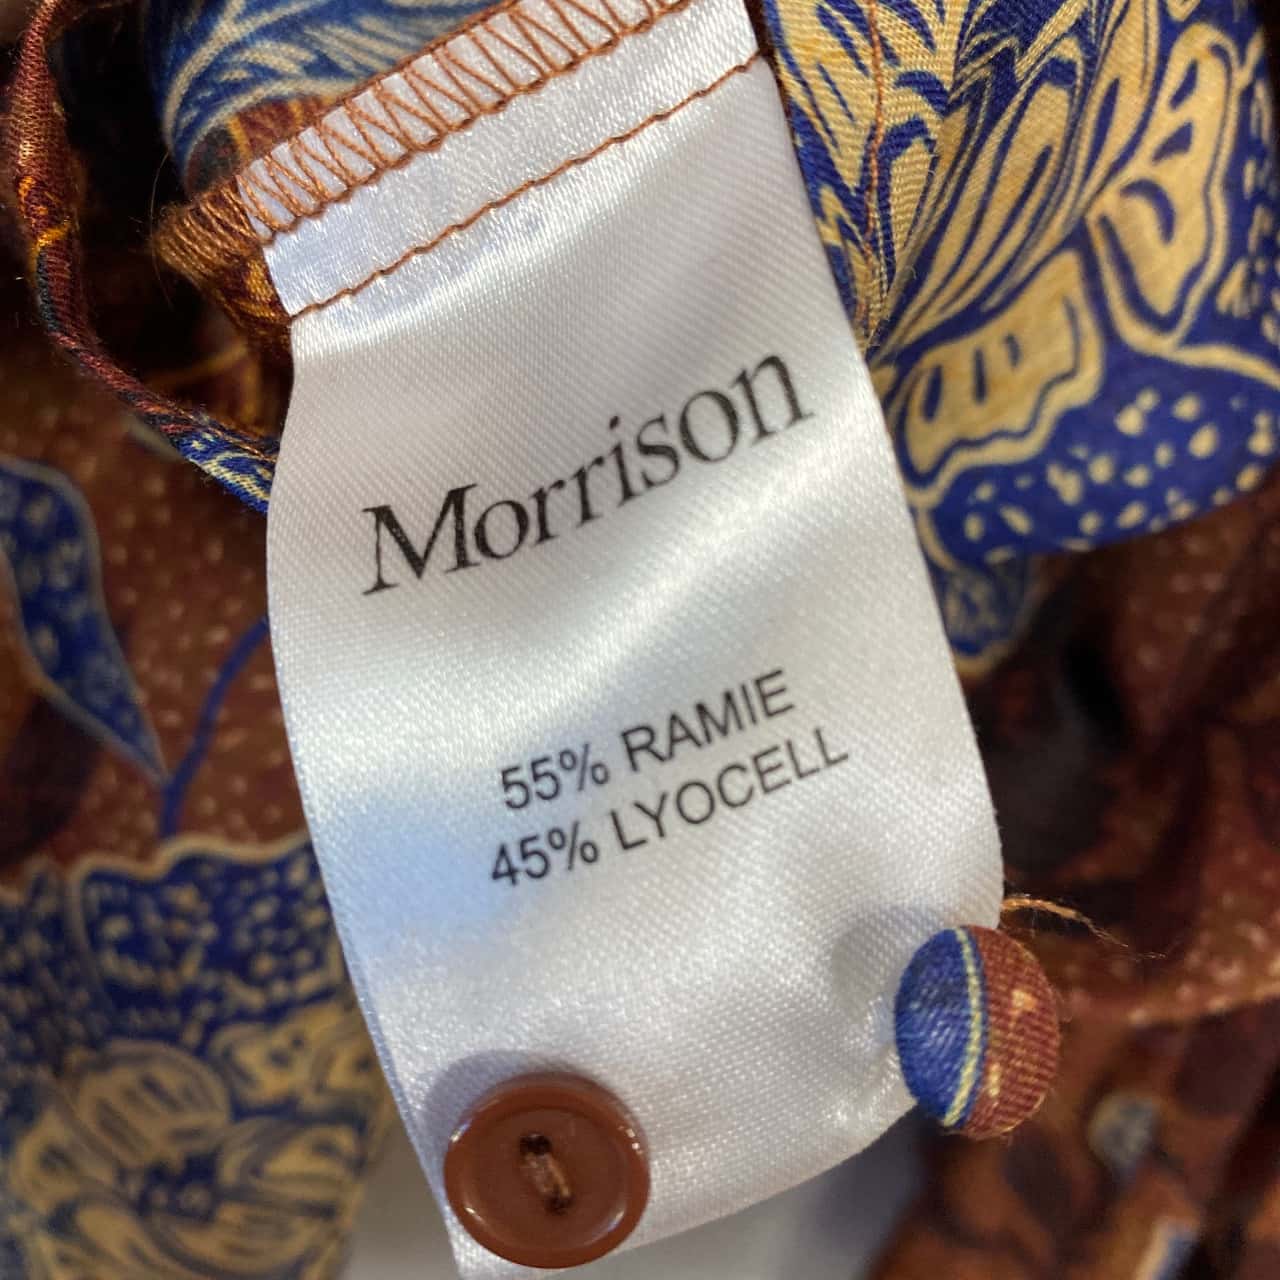 Morrison
55% RAMIE
45% LYOCELL